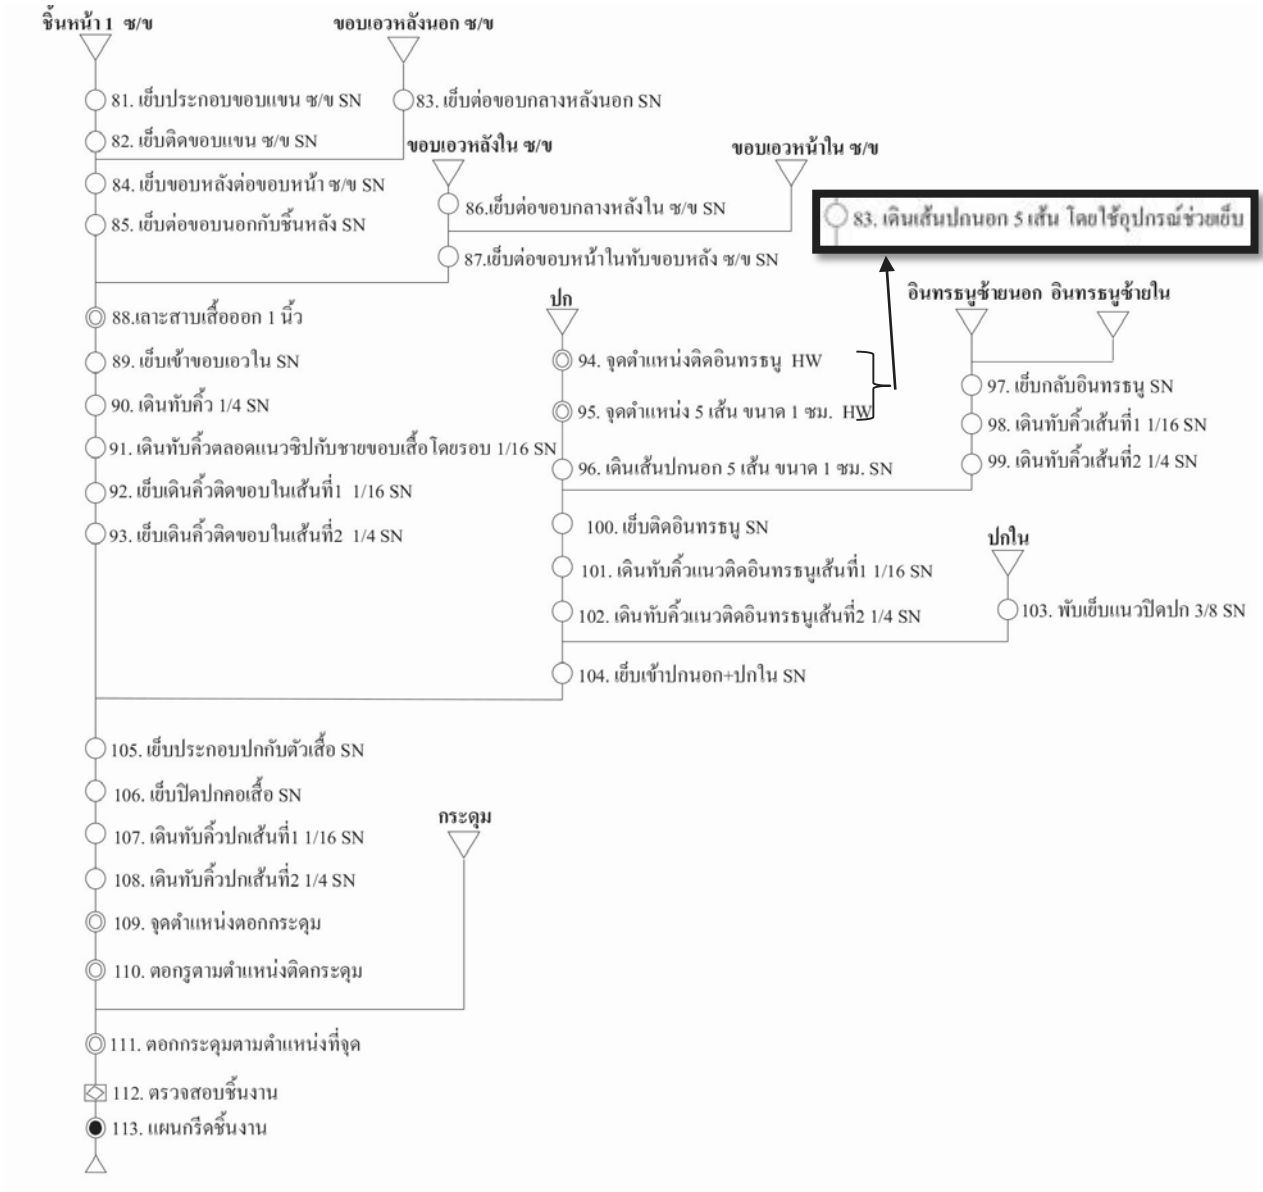 ชิ้นหน้า 1 ซ/ข
ขอบเอวหลังนอก ซ/ข
81. เย็บประกอบขอบแขน ซ/ข SN
83. เย็บต่อขอบกลางหลังนอก SN
82. เย็บติดขอบแขน ซ/ข SN
ขอบเอวหลังใน ซ/ข
ขอบเอวหน้าใน ซ/ข
84. เย็บขอบหลังต่อขอบหน้า ซ/ข SN
86.เย็บต่อขอบกลางหลังใน ซ/ข SN
83. เดินเส้นปกนอก 5 เส้น โดยใช้อุปกรณ์ช่วยเย็บ
85. เย็บต่อขอบนอกกับชิ้นหลัง SN
87.เย็บต่อขอบหน้าในทับขอบหลัง ซ/ข SN
ปก
อินทรธนูซ้ายนอก อินทรธนูซ้ายใน
88.เลาะสาบเสื้อออก 1 นิ้ว
94. จุดตำแหน่งติดอินทรธนู HW
89. เย็บเข้าขอบเอวใน SN
97. เย็บกลับอินทรธนู SN
90. เดินทับคิ้ว 1/4 SN
95. จุดตำแหน่ง 5 เส้น ขนาด 1 ซม. HW
98. เดินทับคิ้วเส้นที่1 1/16 SN
91. เดินทับคิ้วตลอดแนวซิปกับชายขอบเสื้อโดยรอบ 1/16 SN
96. เดินเส้นปกนอก 5 เส้น ขนาด 1 ซม. SN
99. เดินทับคิ้วเส้นที่2 1/4 SN
92. เย็บเดินคิ้วติดขอบในเส้นที่1 1/16 SN
93. เย็บเดินคิ้วติดขอบในเส้นที่2 1/4 SN
100. เย็บติดอินทรธนู SN
ปกใน
101. เดินทับคิ้วแนวติดอินทรธนูเส้นที่1 1/16 SN
102. เดินทับคิ้วแนวติดอินทรธนูเส้นที่2 1/4 SN
103. พับเย็บแนวปิดปก 3/8 SN
104. เย็บเข้าปกนอก+ปกใน SN
105. เย็บประกอบปกกับตัวเสื้อ SN
106. เย็บปิดปกคอเสื้อ SN
กระดุม
107. เดินทับคิ้วปกเส้นที่1 1/16 SN
108. เดินทับคิ้วปกเส้นที่2 1/4 SN
109. จุดตำแหน่งตอกกระดุม
110. ตอกรูตามตำแหน่งติดกระดุม
111. ตอกกระดุมตามตำแหน่งที่จุด
112. ตรวจสอบชิ้นงาน
113. แผนกรีดชิ้นงาน